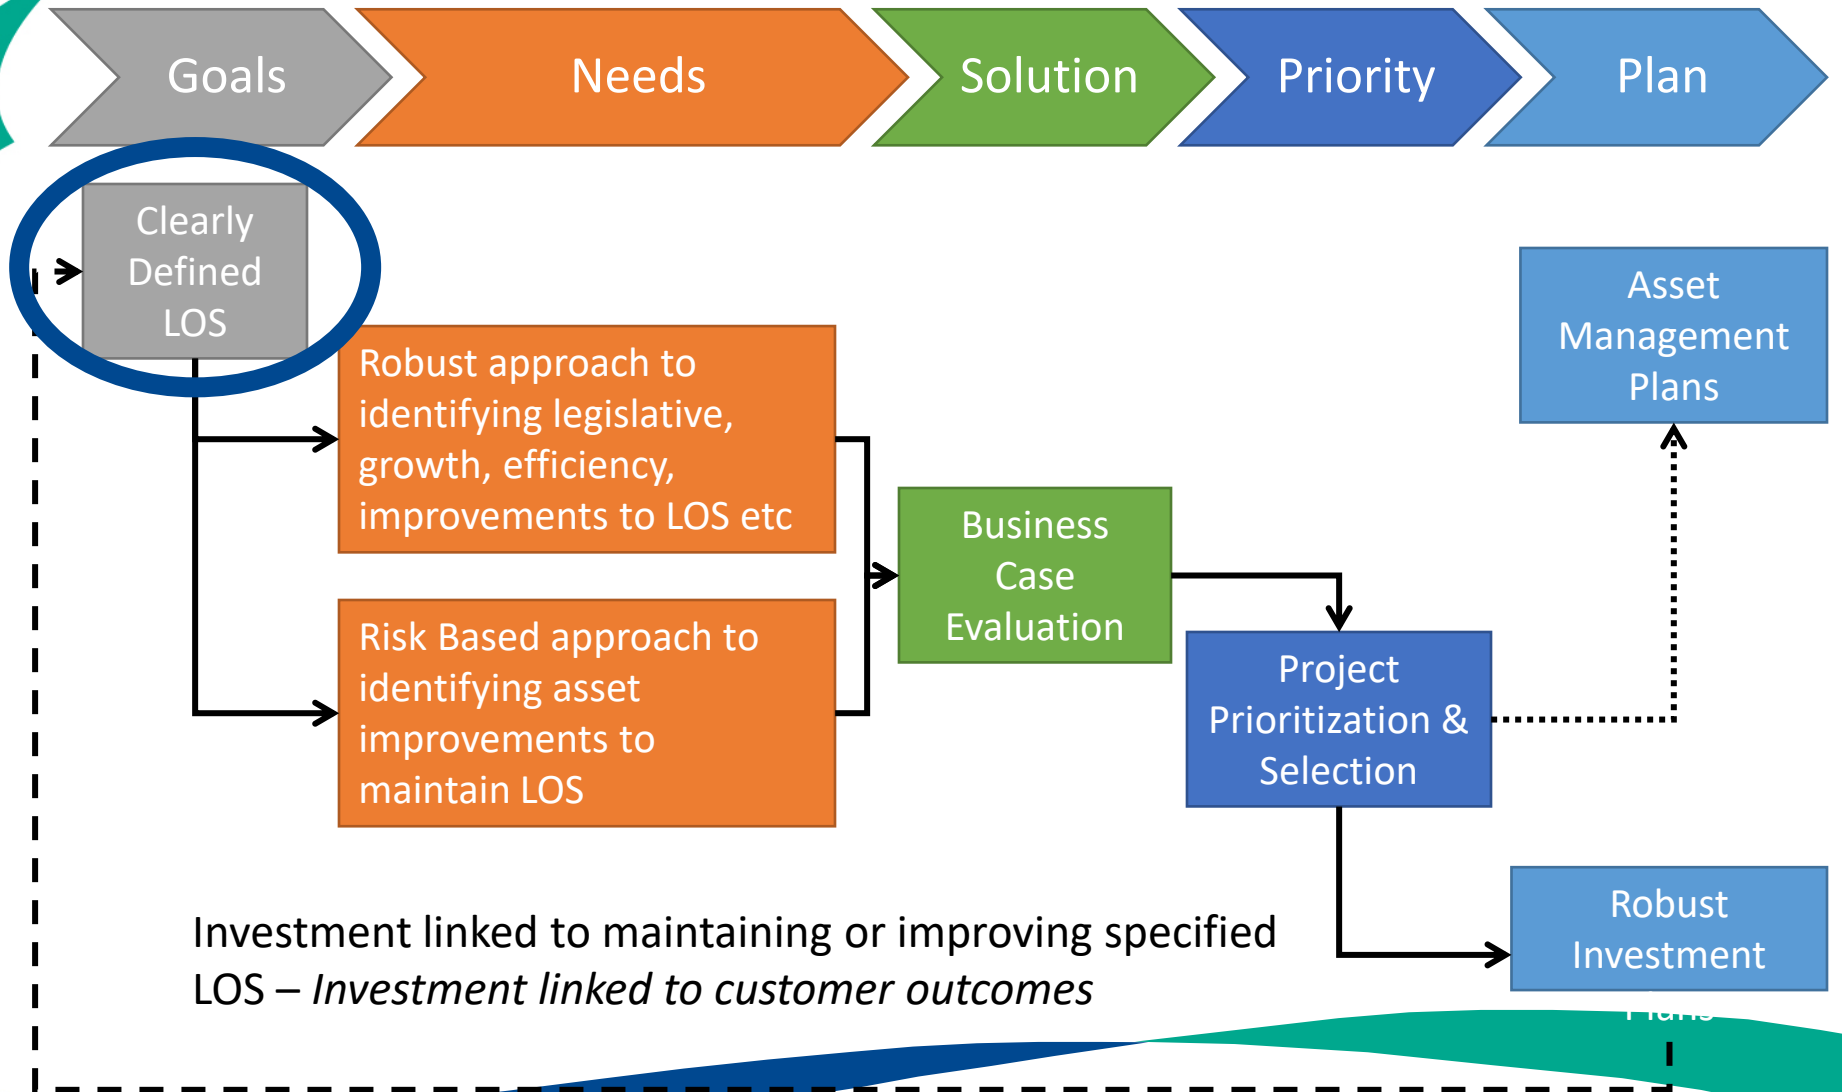 Goals
Needs
Solution
Priority
Plan
Clearly
Defined
LOS
Robust approach to
identifying legislative,
growth, efficiency,
improvements to LOS etc
Risk Based approach to
identifying asset
improvements to
maintain LOS
Business
Case
Evaluation
Project
Prioritization &
Selection
Asset
Management
Plans
Robust
Investment
Plans
Investment linked to maintaining or improving specified
LOS – Investment linked to customer outcomes